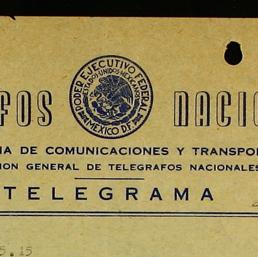 FOS NACIO
PODER EJECUTIVO FEDERAL
ESTADOS UNIDOS MEXICANOS
MEXICO D.F.
IA DE COMUNICACIONES Y TRANSPO
ION GENERAL DE TELEGRAFOS NACIONALES
TELEGRAMA
5.15